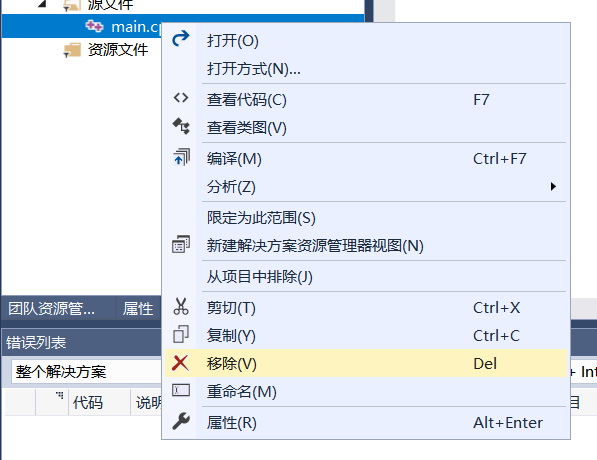 源文件
main.cp
资源文件
打开(O)
打开方式(N)...
查看代码(C) F7
查看类图(V)
编译(M) Ctrl+F7
分析(Z)
限定为此范围(S)
新建解决方案资源管理器视图(N)
从项目中排除(J)
剪切(T) Ctrl+X
复制(Y) Ctrl+C
移除(V) Del
重命名(M)
属性(R) Alt+Enter
团队资源管... 属性
错误列表
整个解决方案 + Int
代码 说明 目